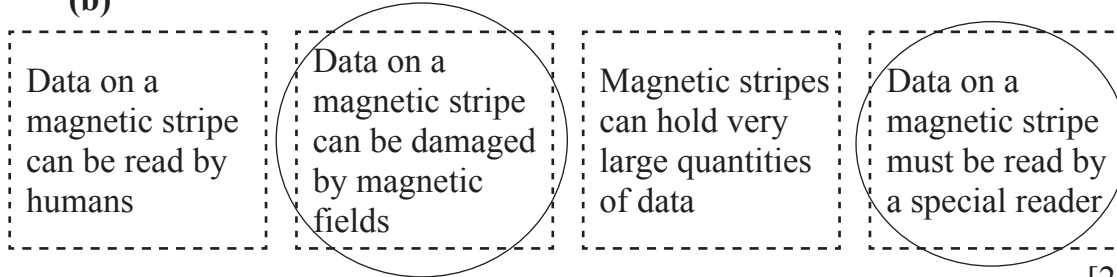 (b)
Data on a
magnetic stripe
can be read by
humans
Data on a
magnetic stripe
can be damaged
by magnetic
fields
Magnetic stripes
can hold very
large quantities
of data
Data on a
magnetic stripe
must be read by
a special reader
[2